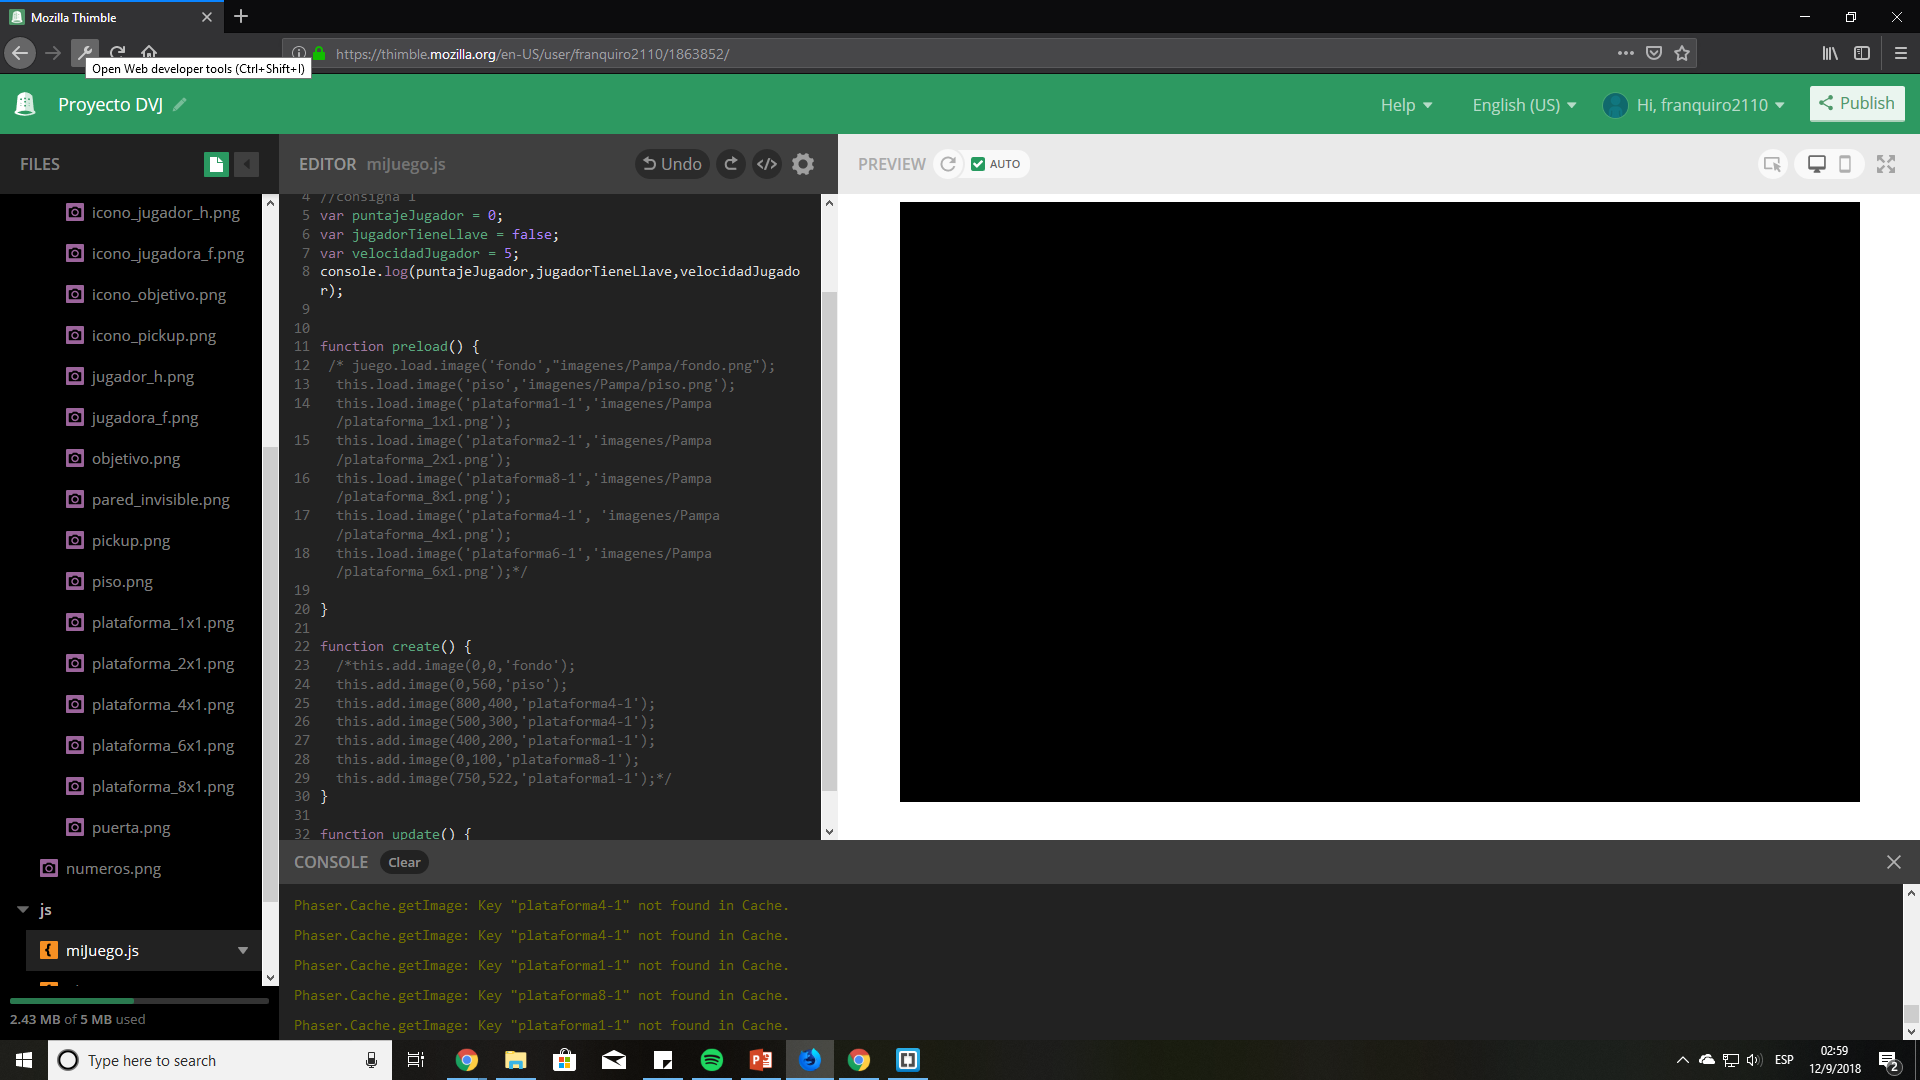 Mozilla Thimble
https://thimble.mozilla.org/en-US/user/franquiro2110/1863852/
Open Web developer tools (Ctrl+Shift+I)
Proyecto DVJ
Help
English (US)
Hi, franquiro2110
Publish
FILES
EDITOR miJuego.js
Undo
PREVIEW
AUTO
icono_jugador_h.png
icono_jugadora_f.png
icono_objetivo.png
icono_pickup.png
jugador_h.png
jugadora_f.png
objetivo.png
pared_invisible.png
pickup.png
piso.png
plataforma_1x1.png
plataforma_2x1.png
plataforma_4x1.png
plataforma_6x1.png
plataforma_8x1.png
puerta.png
numeros.png
js
miJuego.js
2.43 MB of 5 MB used
4 //consigna 1
5 var puntajeJugador = 0;
6 var jugadorTieneLlave = false;
7 var velocidadJugador = 5;
8 console.log(puntajeJugador,jugadorTieneLlave,velocidadJugado
r);
9
10
11 function preload() {
12 /* juego.load.image('fondo',"imagenes/Pampa/fondo.png");
13 this.load.image('piso','imagenes/Pampa/piso.png');
14 this.load.image('plataforma1-1','imagenes/Pampa
/plataforma_1x1.png');
15 this.load.image('plataforma2-1','imagenes/Pampa
/plataforma_2x1.png');
16 this.load.image('plataforma8-1','imagenes/Pampa
/plataforma_8x1.png');
17 this.load.image('plataforma4-1', 'imagenes/Pampa
/plataforma_4x1.png');
18 this.load.image('plataforma6-1','imagenes/Pampa
/plataforma_6x1.png');*/
19
20 }
21
22 function create() {
23 /*this.add.image(0,0,'fondo');
24 this.add.image(0,560,'piso');
25 this.add.image(800,400,'plataforma4-1');
26 this.add.image(500,300,'plataforma4-1');
27 this.add.image(400,200,'plataforma1-1');
28 this.add.image(0,100,'plataforma8-1');
29 this.add.image(750,522,'plataforma1-1');*/
30 }
31
32 function update() {
CONSOLE
Clear
Phaser.Cache.getImage: Key "plataforma4-1" not found in Cache.
Phaser.Cache.getImage: Key "plataforma4-1" not found in Cache.
Phaser.Cache.getImage: Key "plataforma1-1" not found in Cache.
Phaser.Cache.getImage: Key "plataforma8-1" not found in Cache.
Phaser.Cache.getImage: Key "plataforma1-1" not found in Cache.
Type here to search
ESP
02:59
12/9/2018
2